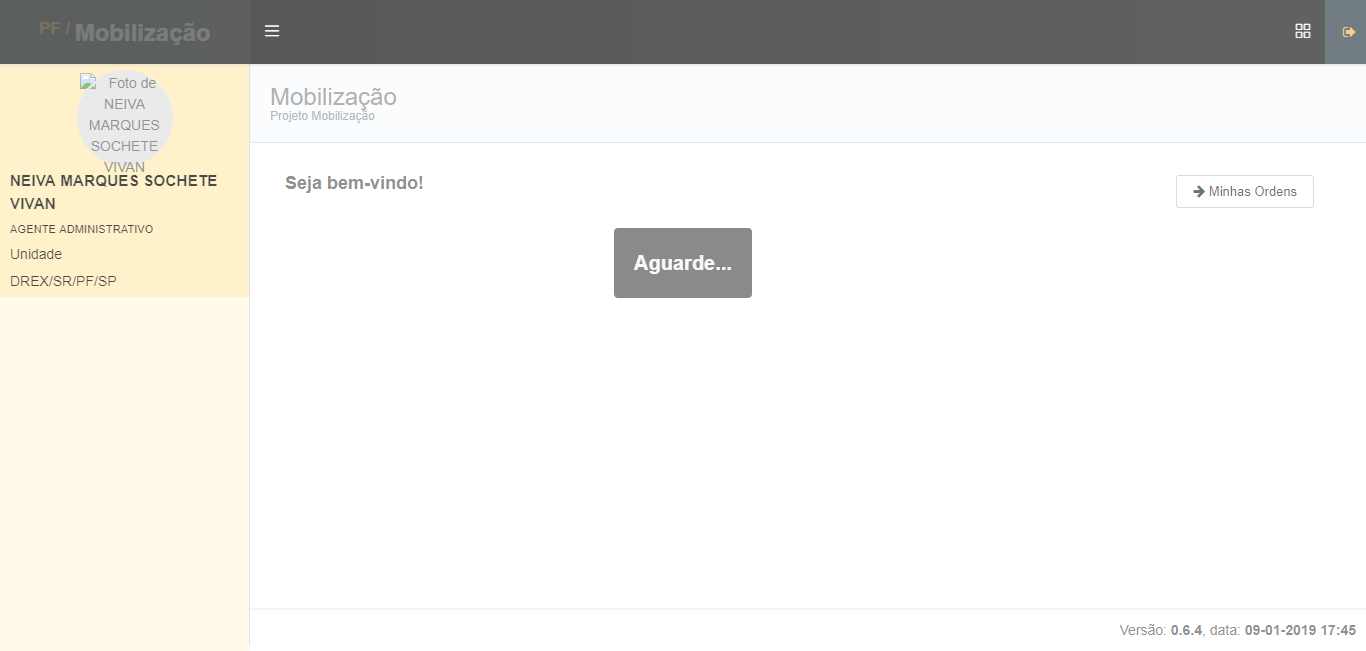 PF / Mobilização
Foto de
NEIVA
MARQUES
SOCHETE
VIVAN
NEIVA MARQUES SOCHETE
VIVAN
AGENTE ADMINISTRATIVO
Unidade
DREX/SR/PF/SP
Mobilização
Projeto Mobilização
Seja bem-vindo!
Minhas Ordens
Aguarde...
Versão: 0.6.4, data: 09-01-2019 17:45